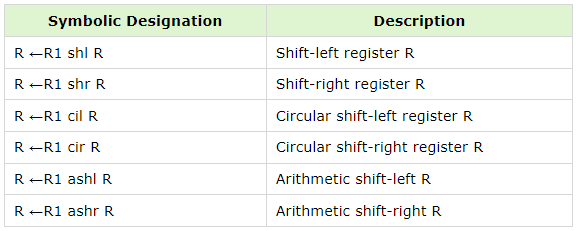 Symbolic Designation Description
R ←R1 shl R Shift-left register R
R ←R1 shr R Shift-right register R
R ←R1 cil R Circular shift-left register R
R ←R1 cir R Circular shift-right register R
R ←R1 ashl R Arithmetic shift-left R
R ←R1 ashr R Arithmetic shift-right R